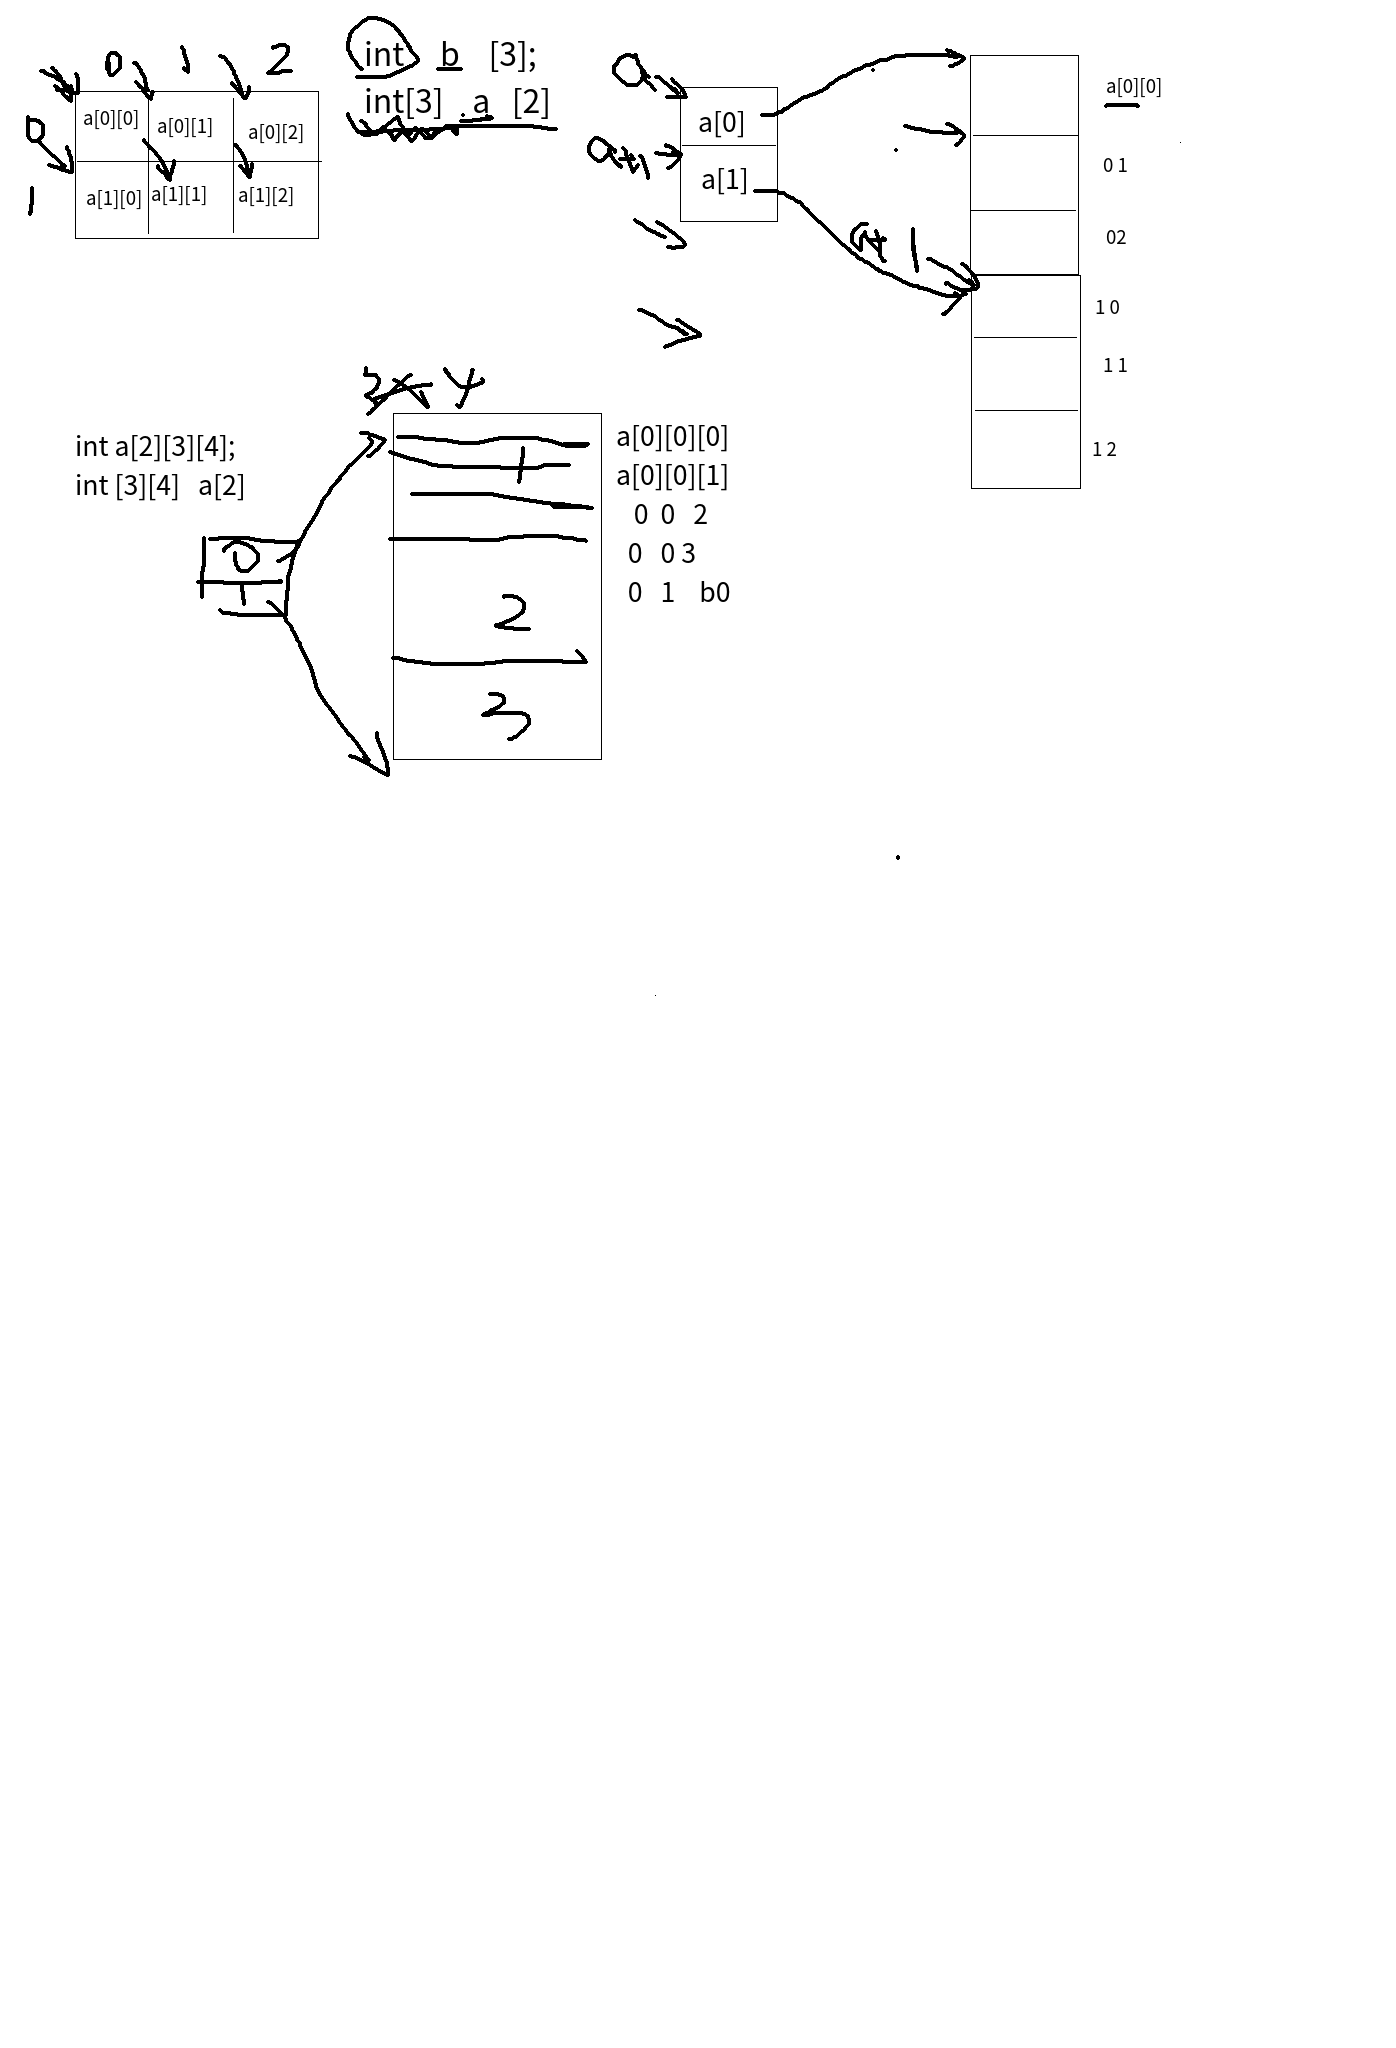 0 1 2
0
1
a[0][0] a[0][1] a[0][2]
a[1][0] a[1][1] a[1][2]
int b [3];
int[3] a [2]
a
a+1
a[0]
a[1]
a+1
a[0][0]
0 1
02
1 0
1 1
1 2
int a[2][3][4];
int [3][4] a[2]
0
1
3x4
1
2
3
a[0][0][0]
a[0][0][1]
0 0 2
0 0 3
0 1 b0